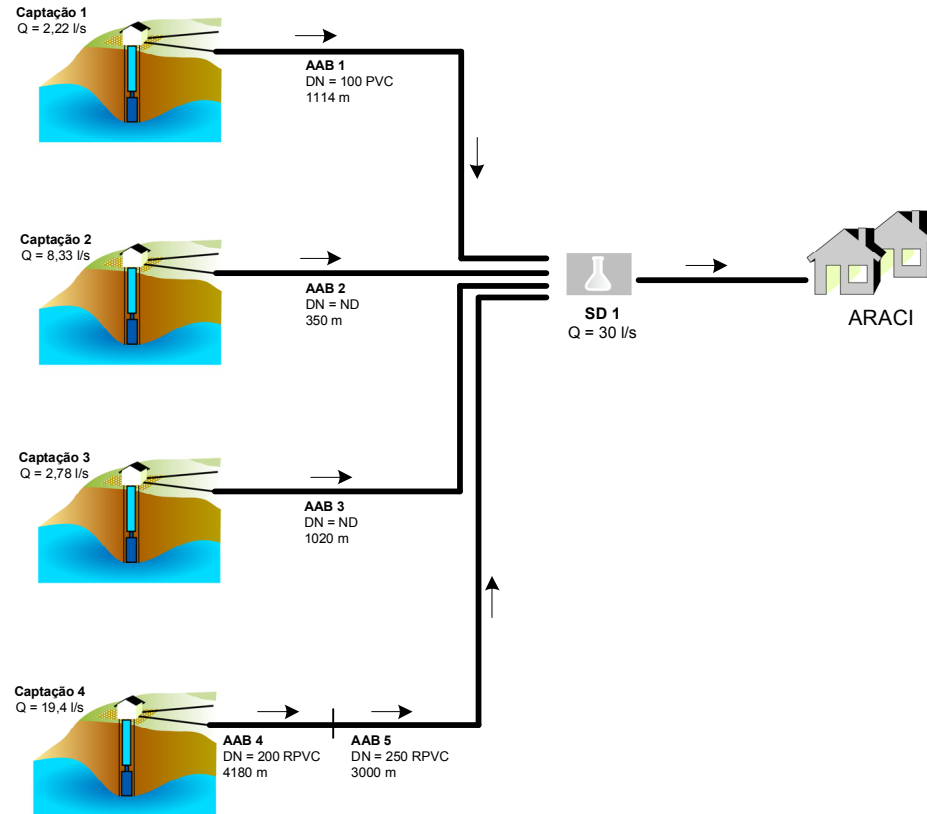 Captação 1
Q = 2,22 l/s
AAB 1
DN = 100 PVC
1114 m
Captação 2
Q = 8,33 l/s
AAB 2
DN = ND
350 m
SD 1
Q = 30 l/s
ARACI
Captação 3
Q = 2,78 l/s
AAB 3
DN = ND
1020 m
Captação 4
Q = 19,4 l/s
AAB 4
DN = 200 RPVC
4180 m
AAB 5
DN = 250 RPVC
3000 m